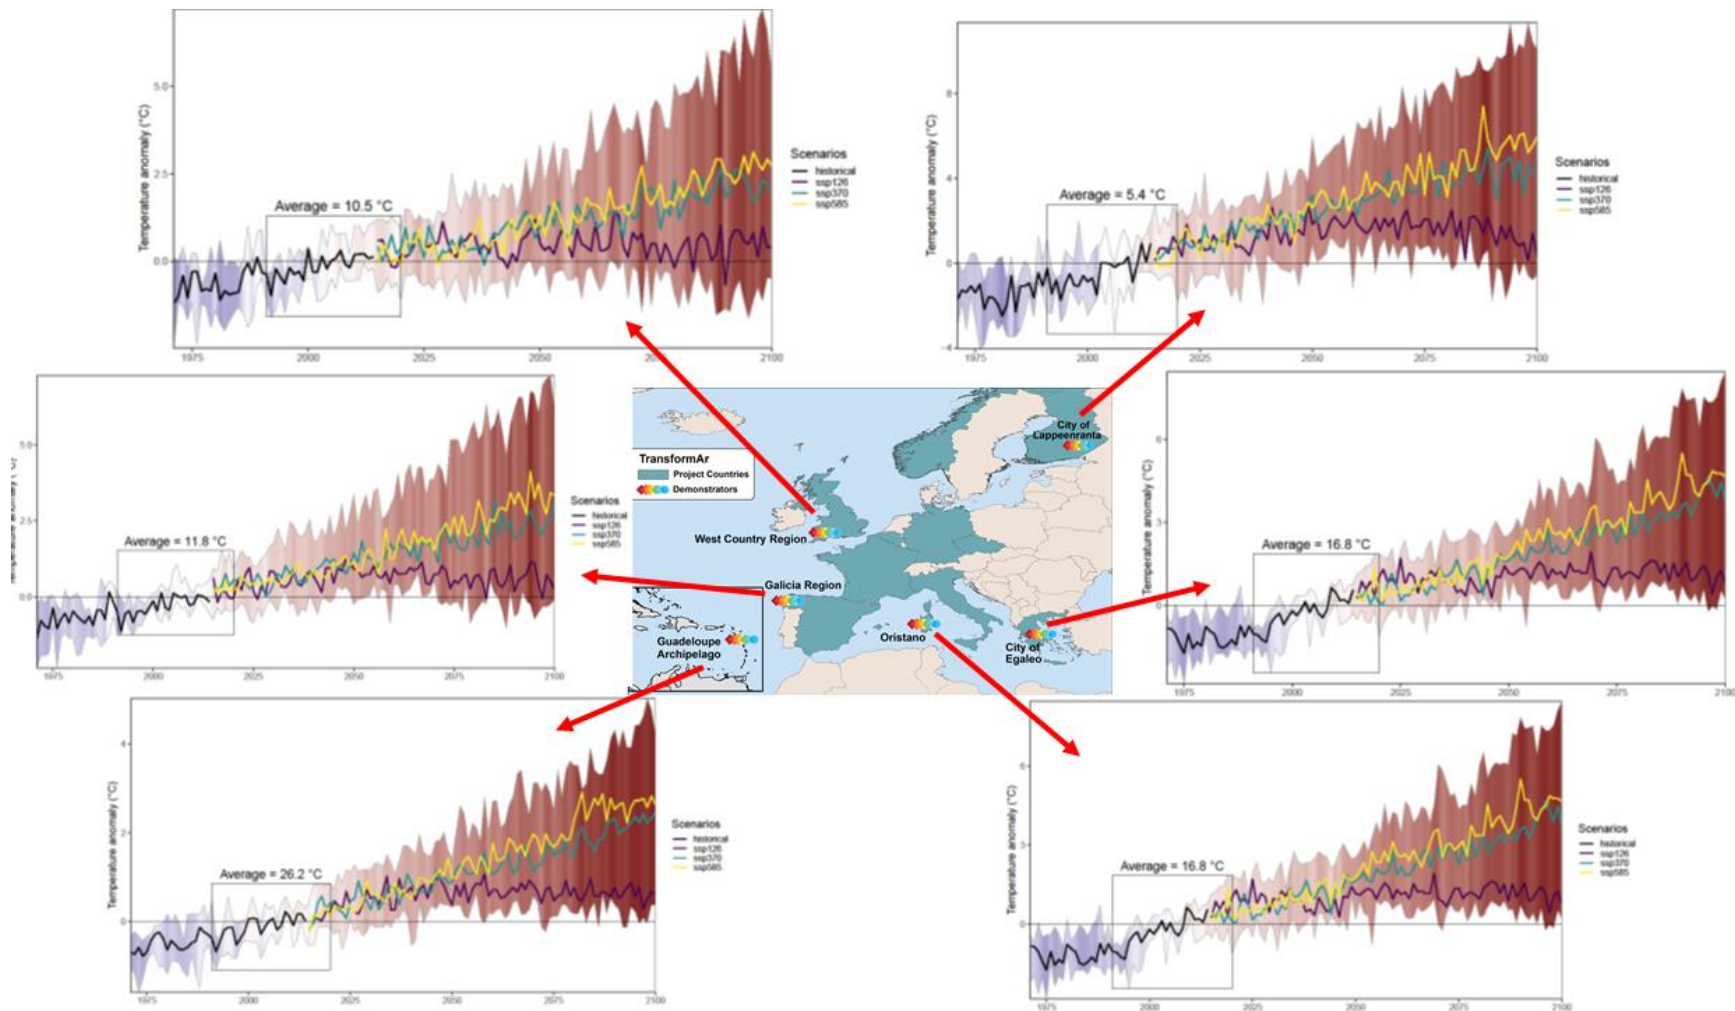 Temperature anomaly (°C)
5.0
2.5
0.0
Average = 10.5 °C
1975
2000
2025
2050
2075
2100
Scenarios
historical
ssp126
ssp370
ssp585
Temperature anomaly (°C)
8
4
0
-4
Average = 5.4 °C
1975
2000
2025
2050
2075
2100
Scenarios
historical
ssp126
ssp370
ssp585
Temperature anomaly (°C)
5.0
2.5
0.0
Average = 11.8 °C
1975
2000
2025
2050
2075
2100
Scenarios
historical
ssp126
ssp370
ssp585
TransformAr
Project Countries
Demonstrators
City of
Lappeenranta
West Country Region
Galicia Region
Guadeloupe
Archipelago
Oristano
City of
Egaleo
Temperature anomaly (°C)
6
3
0
Average = 16.8 °C
1975
2000
2025
2050
2075
2100
Scenarios
historical
ssp126
ssp370
ssp585
Temperature anomaly (°C)
4
2
0
Average = 26.2 °C
1975
2000
2025
2050
2075
2100
Scenarios
historical
ssp126
ssp370
ssp585
Temperature anomaly (°C)
6
3
0
Average = 16.8 °C
1975
2000
2025
2050
2075
2100
Scenarios
historical
ssp126
ssp370
ssp585